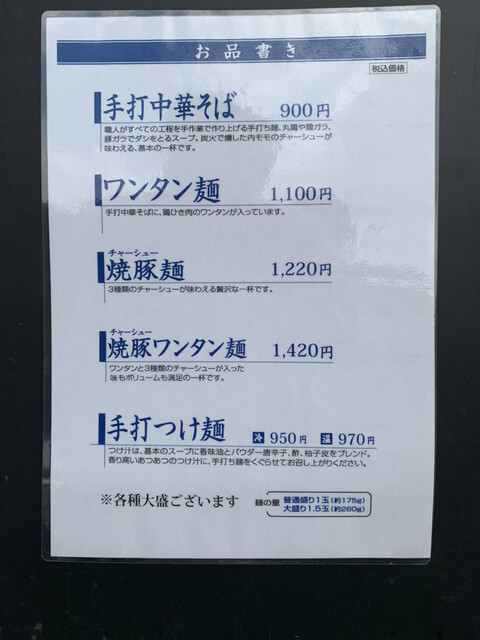 お品書き
税込価格
手打中華そば 900円
職人がすべての工程を手作業で作り上げる手打ち麺、丸鶏や鶏ガラ、
豚ガラでダシをとるスープ。炭火で燻した内モモのチャーシューが
味わえる、基本の一杯です。
ワンタン麺 1,100円
手打中華そばに、鶏ひき肉のワンタンが入っています。
チャーシュー
焼豚麺 1,220円
3種類のチャーシューが味わえる贅沢な一杯です。
チャーシュー
焼豚ワンタン麺 1,420円
ワンタンと3種類のチャーシューが入った
味もボリュームも満足の一杯です。
手打つけ麺 冷 950円 温 970円
つけ汁は、基本のスープに香味油とパウダー唐辛子、酢、柚子皮をブレンド。
香り高いあつあつのつけ汁に、手打ち麺をくぐらせてお召し上がりください。
※各種大盛ございます
麺の量 普通盛り1玉(約175g)
大盛り1.5玉(約260g)